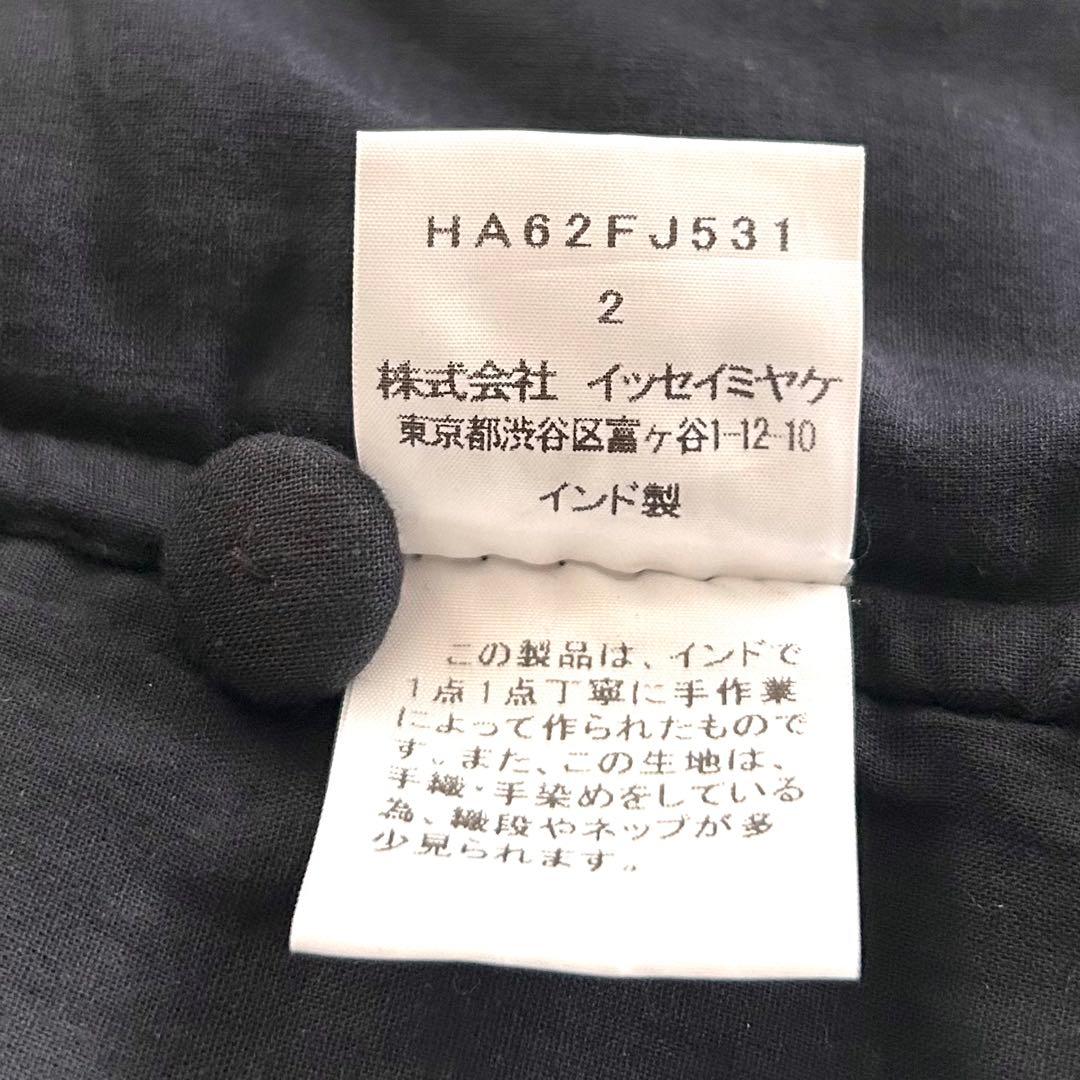 HA62FJ531
2
株式会社 イッセイミヤケ
東京都渋谷区富ヶ谷1-12-10
インド製
この製品は、インドで
1点1点丁寧に手作業
によって作られたもので
す。また、この生地は、
手織・手染めをしている
為、織段やネップが多
少見られます。